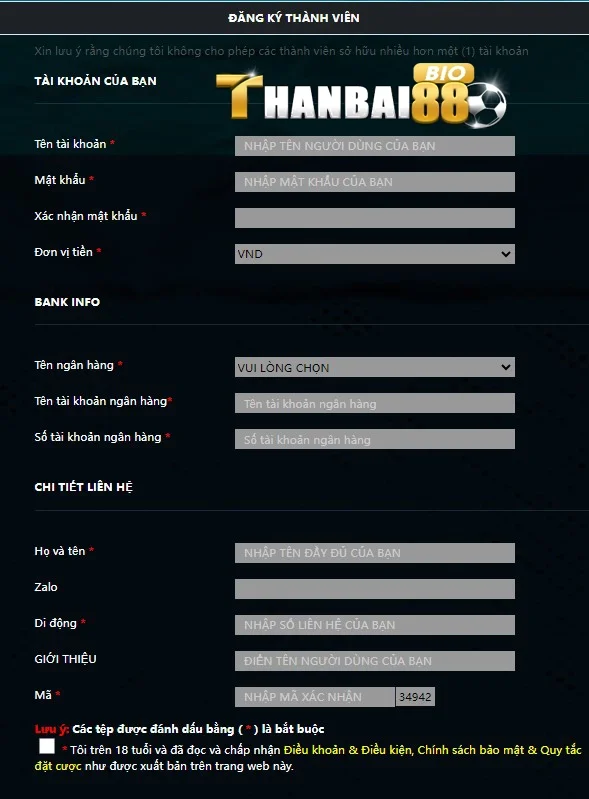 ĐĂNG KÝ THÀNH VIÊN
Xin lưu ý rằng chúng tôi không cho phép các thành viên sở hữu nhiều hơn một (1) tài khoản
TÀI KHOẢN CỦA BẠN
BIO
THANBAI88
Tên tài khoản * NHẬP TÊN NGƯỜI DÙNG CỦA BẠN
Mật khẩu * NHẬP MẬT KHẨU CỦA BẠN
Xác nhận mật khẩu *
Đơn vị tiền * VND
BANK INFO
Tên ngân hàng * VUI LÒNG CHỌN
Tên tài khoản ngân hàng* Tên tài khoản ngân hàng
Số tài khoản ngân hàng * Số tài khoản ngân hàng
CHI TIẾT LIÊN HỆ
Họ và tên * NHẬP TÊN ĐẦY ĐỦ CỦA BẠN
Zalo
Di động * NHẬP SỐ LIÊN HỆ CỦA BẠN
GIỚI THIỆU ĐIỀN TÊN NGƯỜI DÙNG CỦA BẠN
Mã * NHẬP MÃ XÁC NHẬN 34942
Lưu ý: Các tệp được đánh dấu bằng ( * ) là bắt buộc
* Tôi trên 18 tuổi và đã đọc và chấp nhận Điều khoản & Điều kiện, Chính sách bảo mật & Quy tắc
đặt cược như được xuất bản trên trang web này.